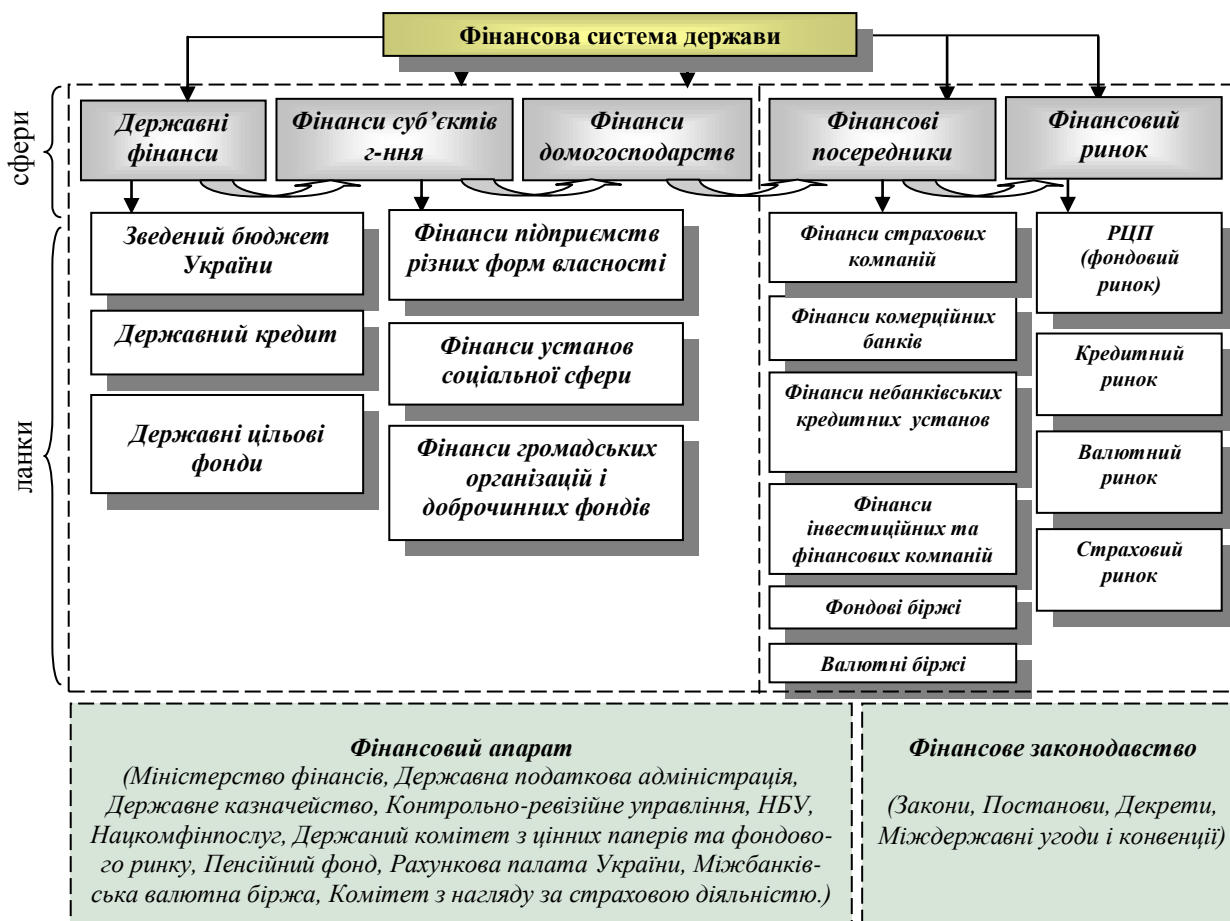 Фінансова система держави
сфери
Державні
фінанси
Фінанси суб’єктів
г-ння
Фінанси
домогосподарств
Фінансові
посередники
Фінансовий
ринок
ланки
Зведений бюджет
України
Державний кредит
Державні цільові
фонди
Фінанси підприємств
різних форм власності
Фінанси установ
соціальної сфери
Фінанси громадських
організацій і
доброчинних фондів
Фінанси страхових
компаній
Фінанси комерційних
банків
Фінанси небанківських
кредитних установ
Фінанси
інвестиційних та
фінансових компаній
Фондові біржі
Валютні біржі
РЦП
(фондовий
ринок)
Кредитний
ринок
Валютний
ринок
Страховий
ринок
Фінансовий апарат
(Міністерство фінансів, Державна податкова адміністрація,
Державне казначейство, Контрольно-ревізійне управління, НБУ,
Нацкомфінпослуг, Держаний комітет з цінних паперів та фондово-
го ринку, Пенсійний фонд, Рахункова палата України, Міжбанків-
ська валютна біржа, Комітет з нагляду за страховою діяльністю.)
Фінансове законодавство
(Закони, Постанови, Декрети,
Міждержавні угоди і конвенції)